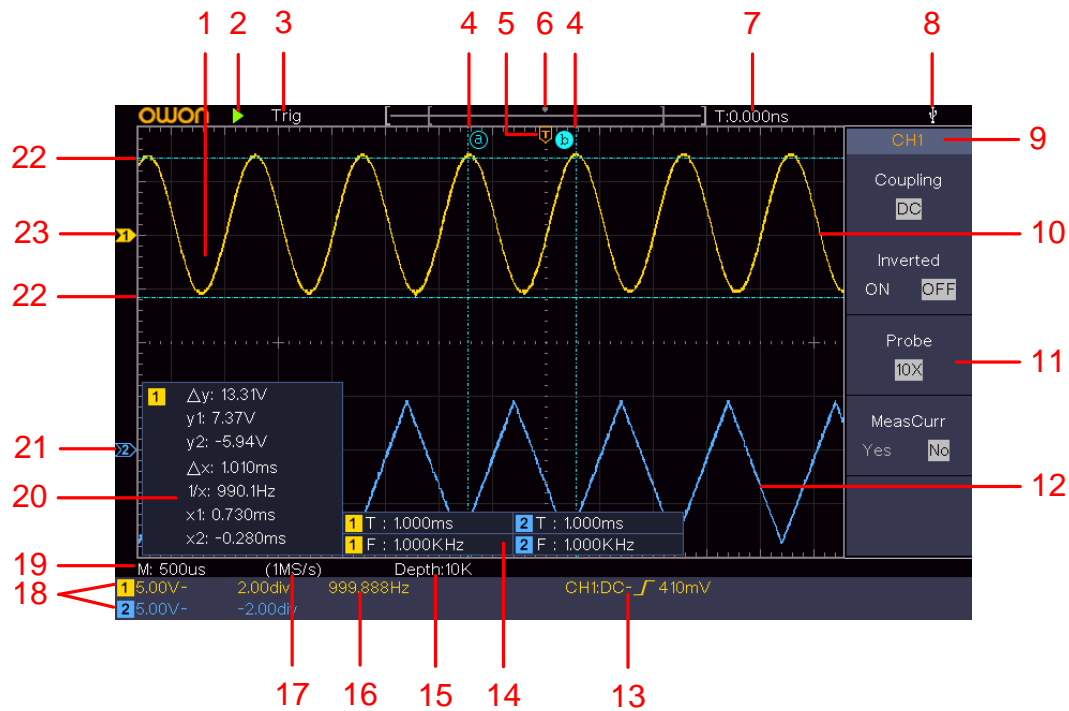 1 2 3 4 5 6 4 7 8
owon Trig T:0.000ns
T
a b
CH1 9
22
Coupling
DC
23 1 10
Inverted
ON OFF
22
Probe
10X 11
1 Δy: 13.31V
y1: 7.37V
y2: -5.94V
MeasCurr
Yes No
21 2
Δx: 1.010ms
20 1/x: 990.1Hz 12
x1: 0.730ms
x2: -0.280ms
1 T : 1.000ms 2 T : 1.000ms
1 F : 1.000KHz 2 F : 1.000KHz
19 M: 500us (1MS/s) Depth:10K
18 1 5.00V- 2.00div 999.888Hz CH1:DC- 410mV
2 5.00V- -2.00div
17 16 15 14 13